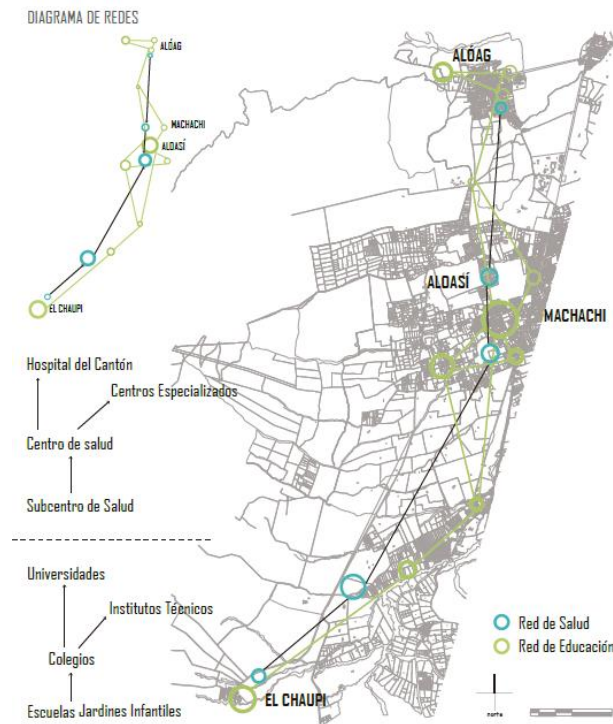 DIAGRAMA DE REDES
ALÓAG
MACHACHI
ALOASÍ
EL CHAUPI
Hospital del Cantón
Centros Especializados
Centro de salud
Subcentro de Salud
Universidades
Institutos Técnicos
Colegios
Escuelas Jardines Infantiles
ALÓAG
ALOASÍ
MACHACHI
EL CHAUPI
Red de Salud
Red de Educación
norte